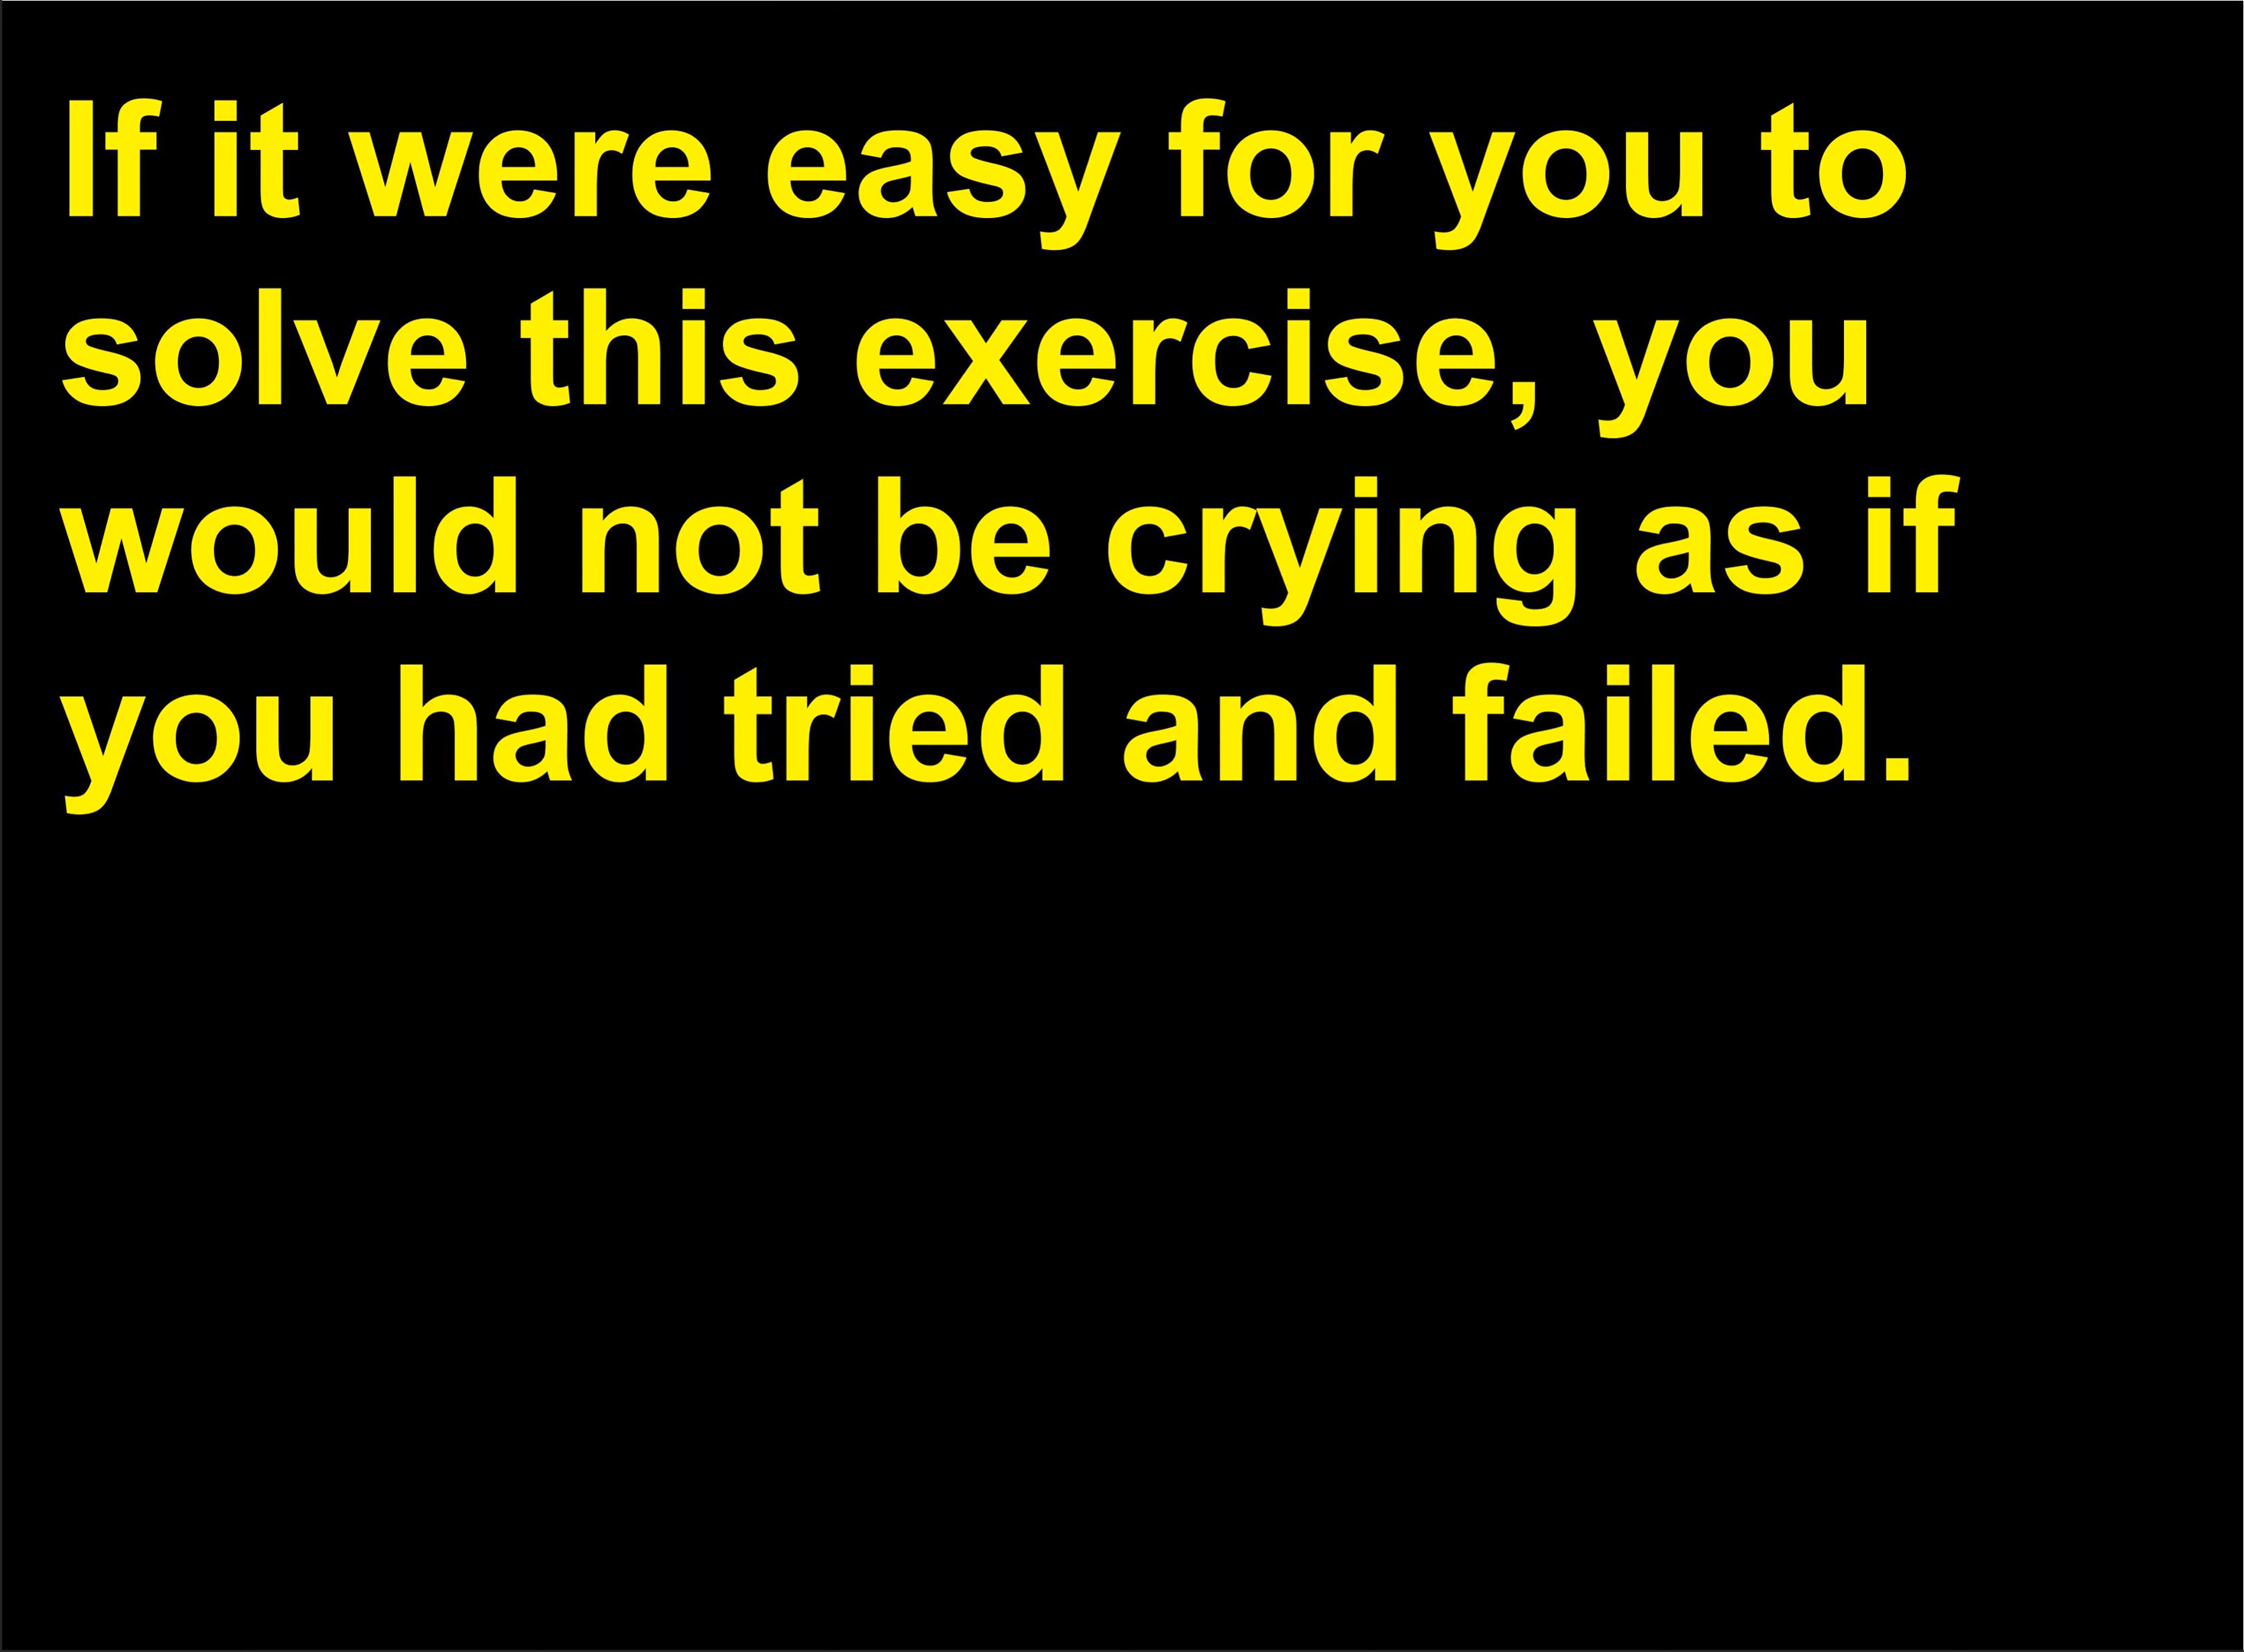 If it were easy for you to
solve this exercise, you
would not be crying as if
you had tried and failed.